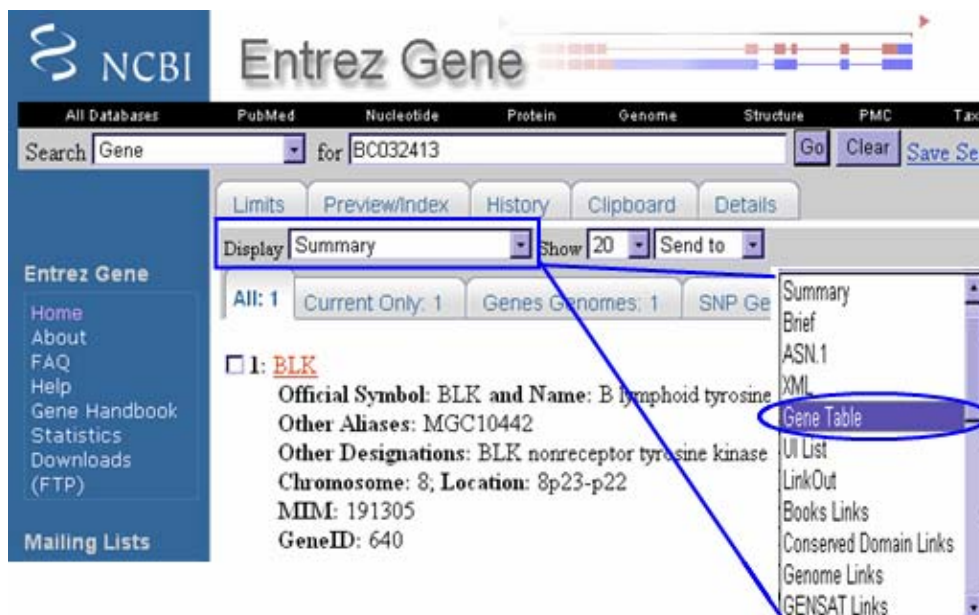 NCBI
Entrez Gene
All Databases PubMed Nucleotide Protein Genome Structure PMC Tax
Search Gene for BC032413 Go Clear Save Se
Limits Preview/Index History Clipboard Details
Display Summary Show 20 Send to
Entrez Gene
Home
About
FAQ
Help
Gene Handbook
Statistics
Downloads
(FTP)
Mailing Lists
All: 1 Current Only: 1 Genes Genomes: 1 SNP Ge
1: BLK
Official Symbol: BLK and Name: B lymphoid tyrosine
Other Aliases: MGC10442
Other Designations: BLK nonreceptor tyrosine kinase
Chromosome: 8; Location: 8p23-p22
MIM: 191305
GeneID: 640
Summary
Brief
ASN.1
XML
Gene Table
UI List
LinkOut
Books Links
Conserved Domain Links
Genome Links
GENSAT Links